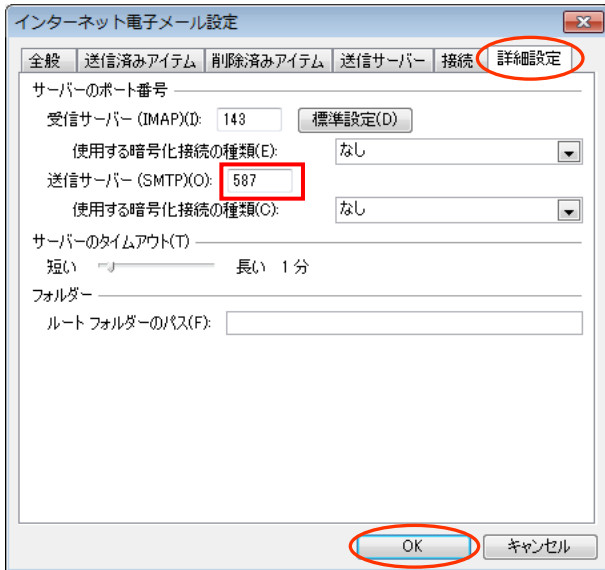 インターネット電子メール設定
全般 送信済みアイテム 削除済みアイテム 送信サーバー 接続 詳細設定
サーバーのポート番号
受信サーバー (IMAP)(I): 143 標準設定(D)
使用する暗号化接続の種類(E): なし
送信サーバー (SMTP)(O): 587
使用する暗号化接続の種類(C): なし
サーバーのタイムアウト(T)
短い 長い 1 分
フォルダー
ルート フォルダーのパス(F):
OK キャンセル